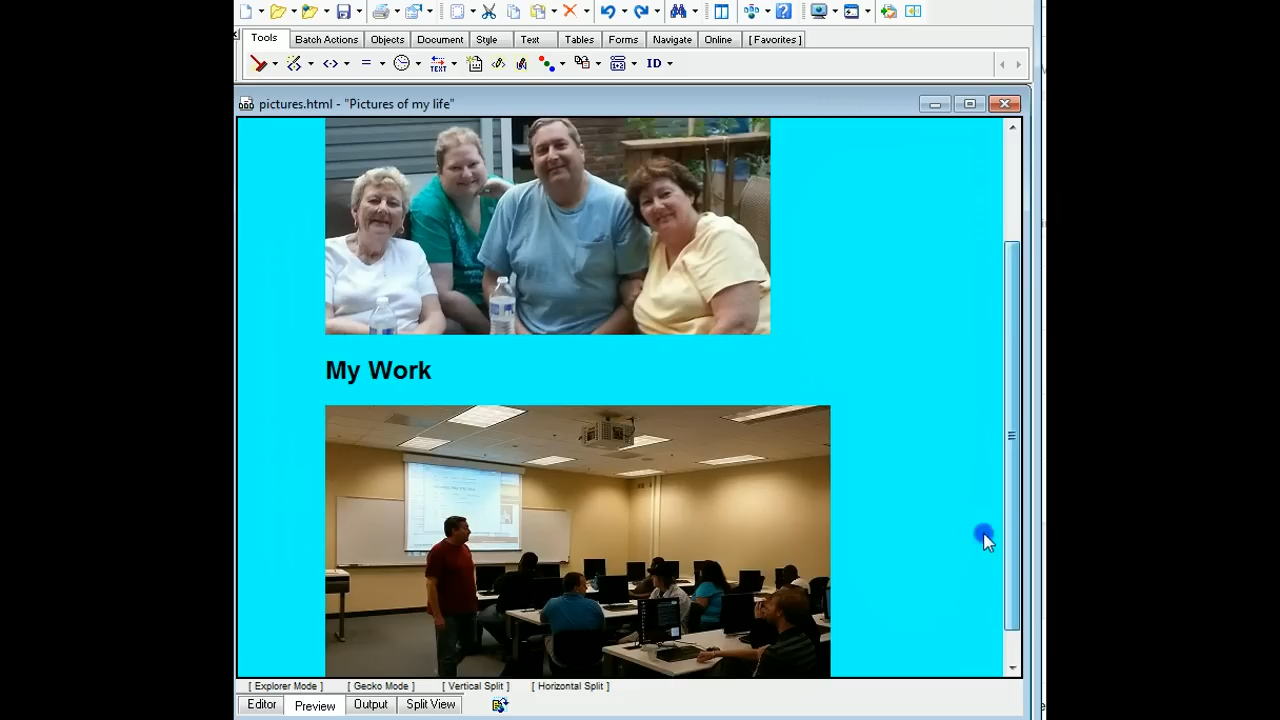 Tools Batch Actions Objects Document Style Text Tables Forms Navigate Online [ Favorites ]
TEXT ID
pictures.html - "Pictures of my life"
My Work
[ Explorer Mode ] [ Gecko Mode ] [ Vertical Split ] [ Horizontal Split ]
Editor Preview Output Split View